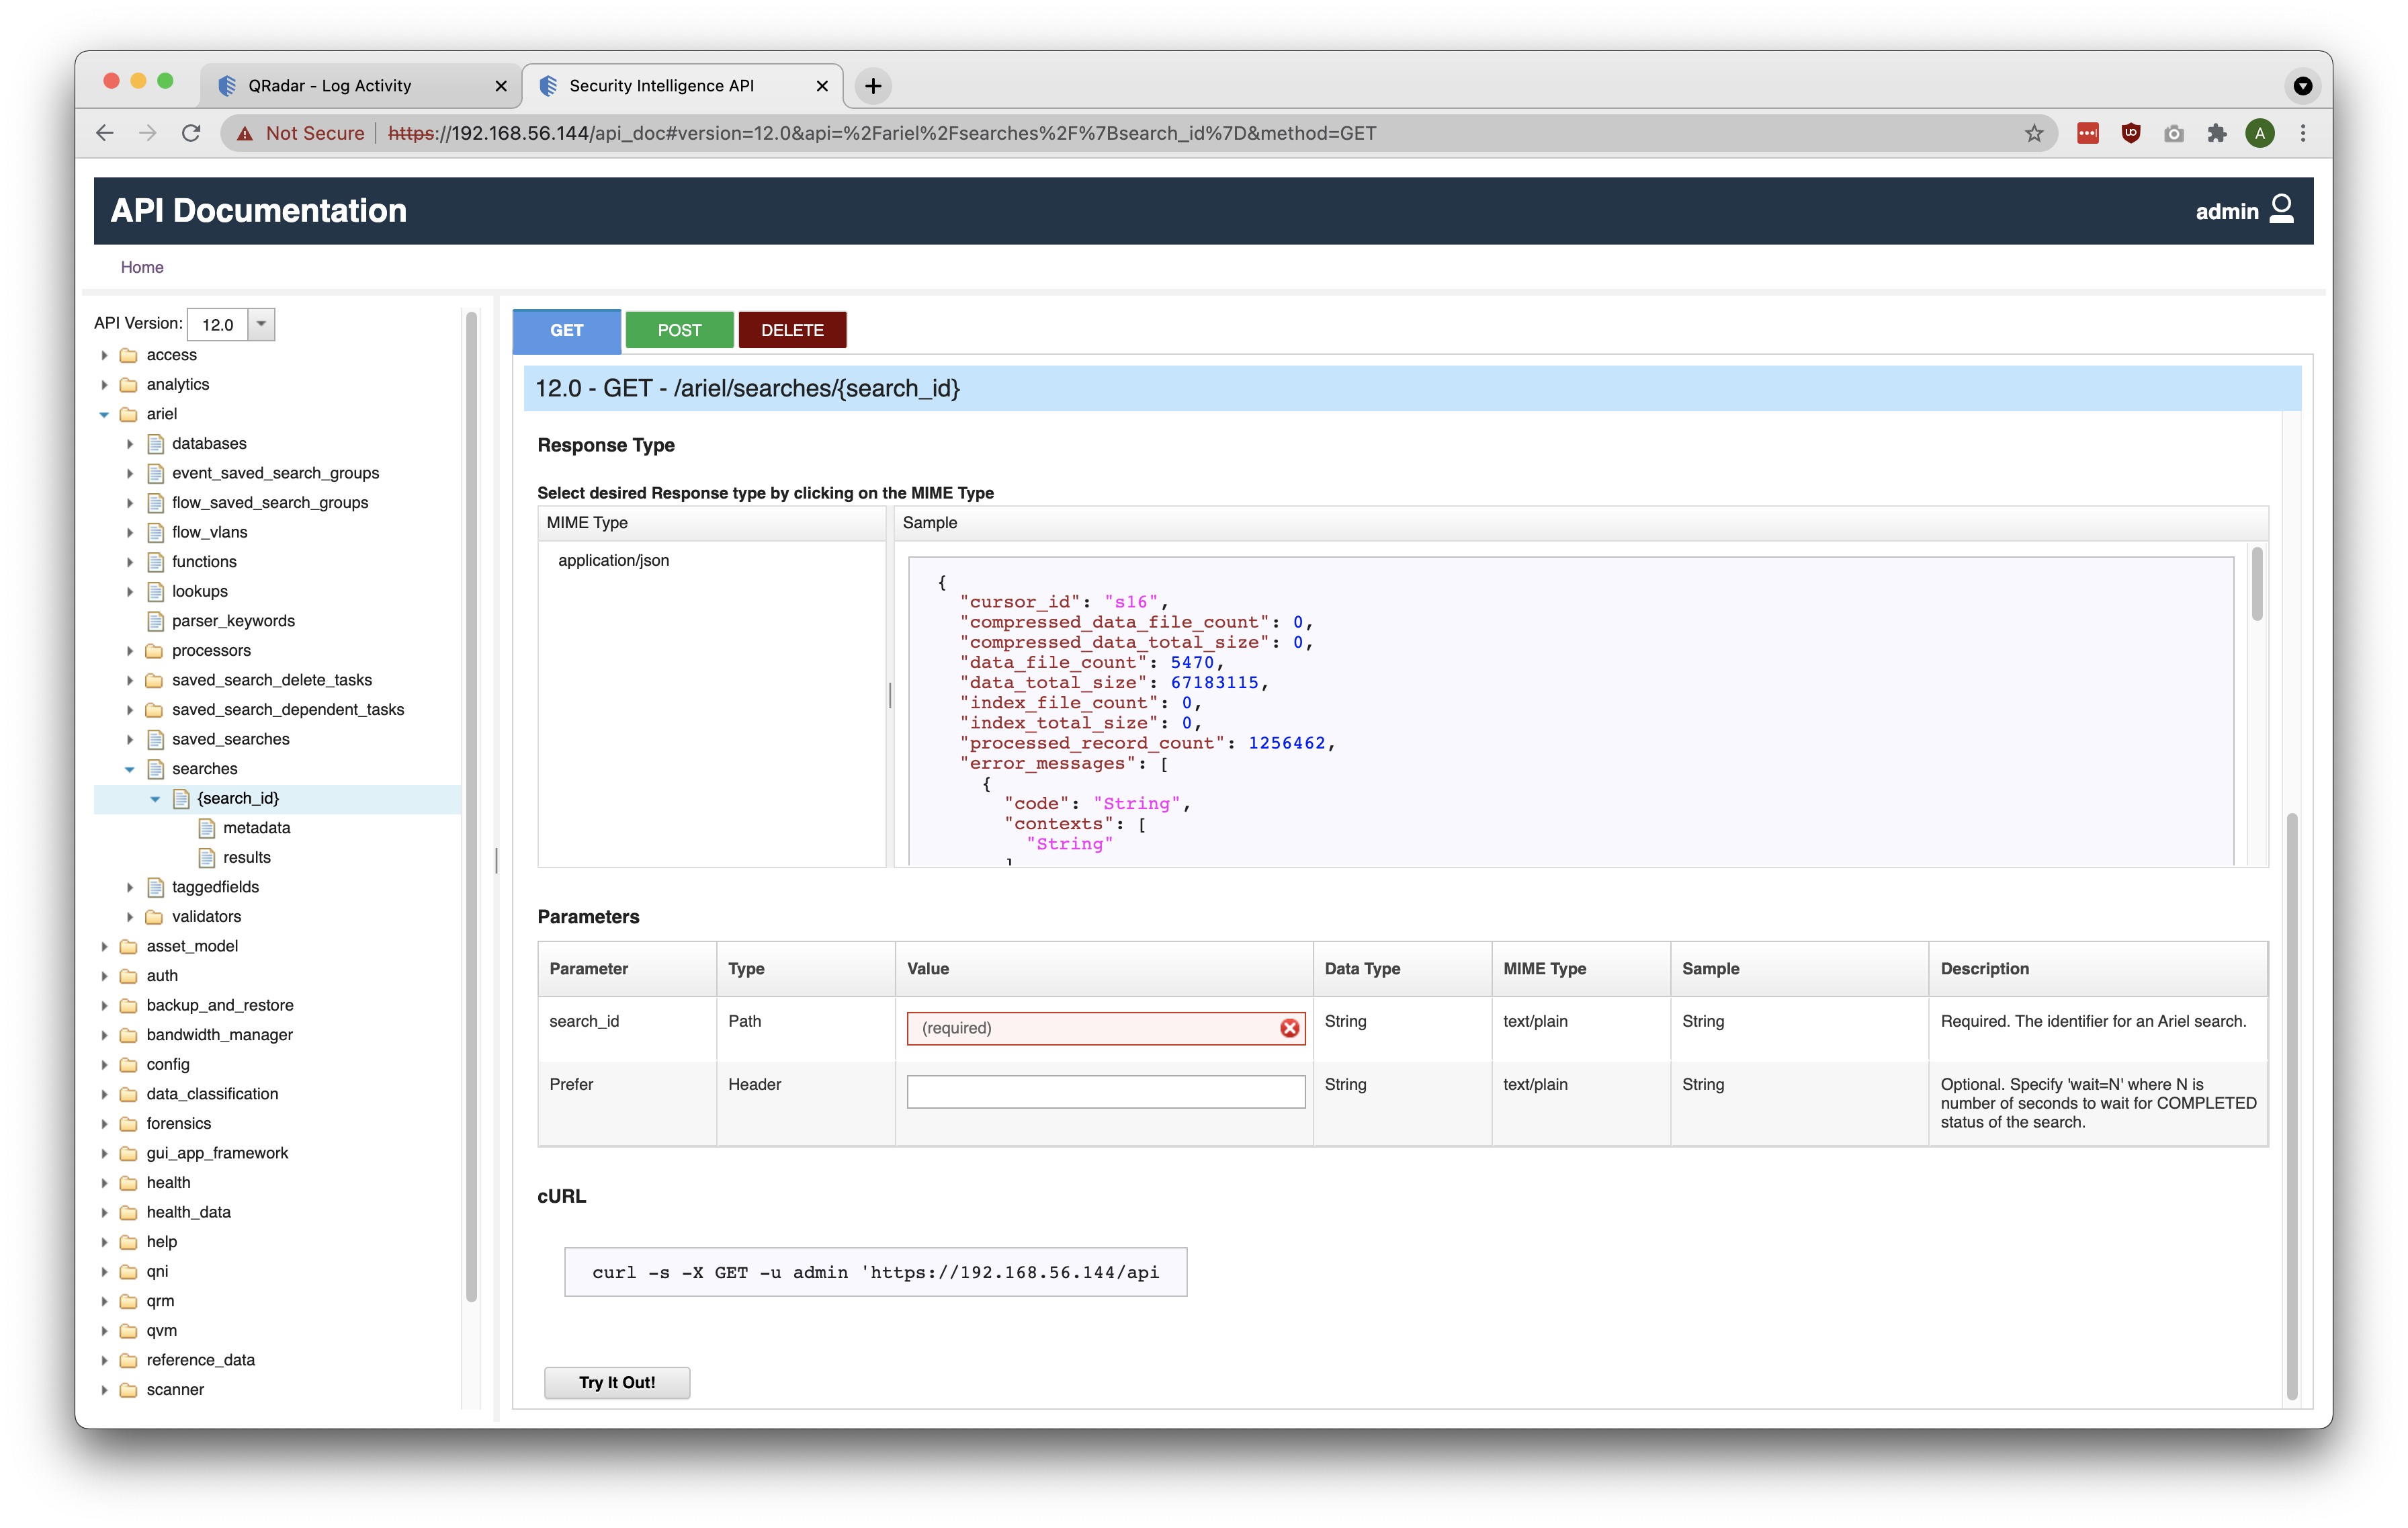 QRadar - Log Activity
Security Intelligence API
Not Secure https://192.168.56.144/api_doc#version=12.0&api=%2Fariel%2Fsearches%2F%7Bsearch_id%7D&method=GET
A
API Documentation
admin
Home
API Version: 12.0
access
analytics
ariel
databases
event_saved_search_groups
flow_saved_search_groups
flow_vlans
functions
lookups
parser_keywords
processors
saved_search_delete_tasks
saved_search_dependent_tasks
saved_searches
searches
{search_id}
metadata
results
taggedfields
validators
asset_model
auth
backup_and_restore
bandwidth_manager
config
data_classification
forensics
gui_app_framework
health
health_data
help
qni
qrm
qvm
reference_data
scanner
GET POST DELETE
12.0 - GET - /ariel/searches/{search_id}
Response Type
Select desired Response type by clicking on the MIME Type
MIME Type Sample
application/json
{
"cursor_id": "s16",
"compressed_data_file_count": 0,
"compressed_data_total_size": 0,
"data_file_count": 5470,
"data_total_size": 67183115,
"index_file_count": 0,
"index_total_size": 0,
"processed_record_count": 1256462,
"error_messages": [
{
"code": "String",
"contexts": [
"String"
]
Parameters
Parameter Type Value Data Type MIME Type Sample Description
search_id Path (required) String text/plain String Required. The identifier for an Ariel search.
Prefer Header String text/plain String Optional. Specify 'wait=N' where N is
number of seconds to wait for COMPLETED
status of the search.
cURL
curl -s -X GET -u admin 'https://192.168.56.144/api
Try It Out!